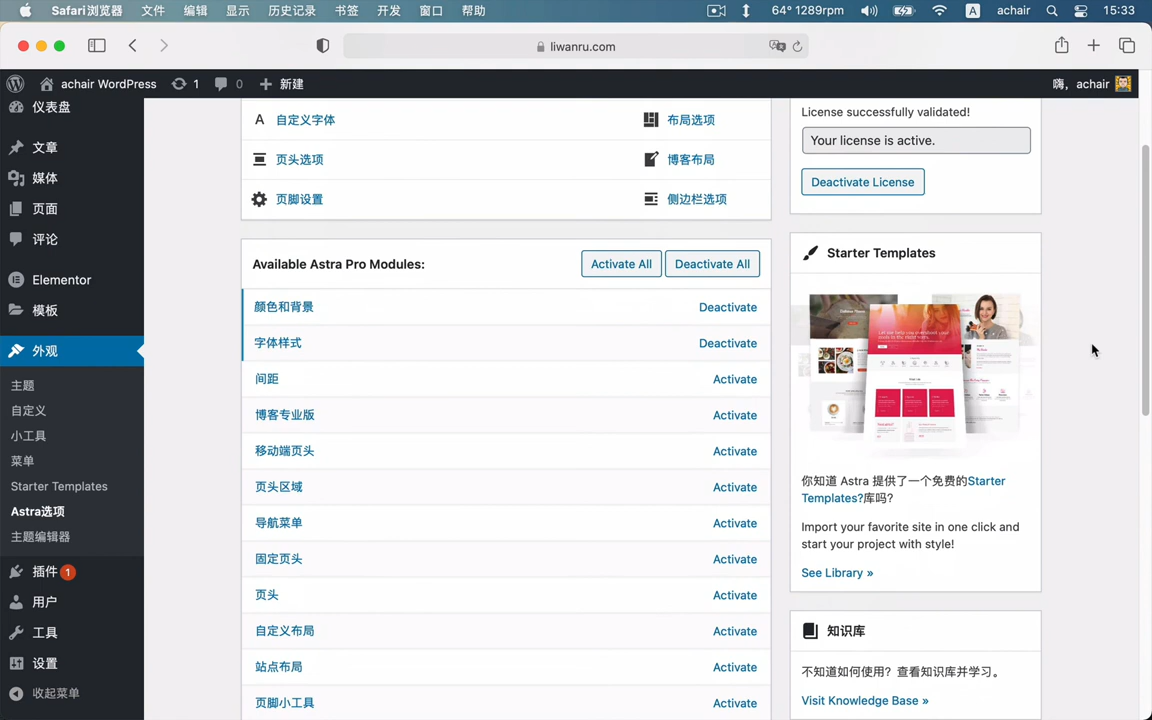 Safari浏览器 文件 编辑 显示 历史记录 书签 开发 窗口 帮助 64° 1289rpm A achair 15:33
liwanru.com
achair WordPress 1 0 新建 嗨，achair
仪表盘
文章
媒体
页面
评论
Elementor
模板
外观
主题
自定义
小工具
菜单
Starter Templates
Astra选项
主题编辑器
插件 1
用户
工具
设置
收起菜单
A 自定义字体 布局选项
页头选项 博客布局
页脚设置 侧边栏选项
Available Astra Pro Modules: Activate All Deactivate All
颜色和背景 Deactivate
字体样式 Deactivate
间距 Activate
博客专业版 Activate
移动端页头 Activate
页头区域 Activate
导航菜单 Activate
固定页头 Activate
页头 Activate
自定义布局 Activate
站点布局 Activate
页脚小工具 Activate
License successfully validated!
Your license is active.
Deactivate License
Starter Templates
你知道 Astra 提供了一个免费的Starter
Templates?库吗?
Import your favorite site in one click and
start your project with style!
See Library »
知识库
不知道如何使用？查看知识库并学习。
Visit Knowledge Base »